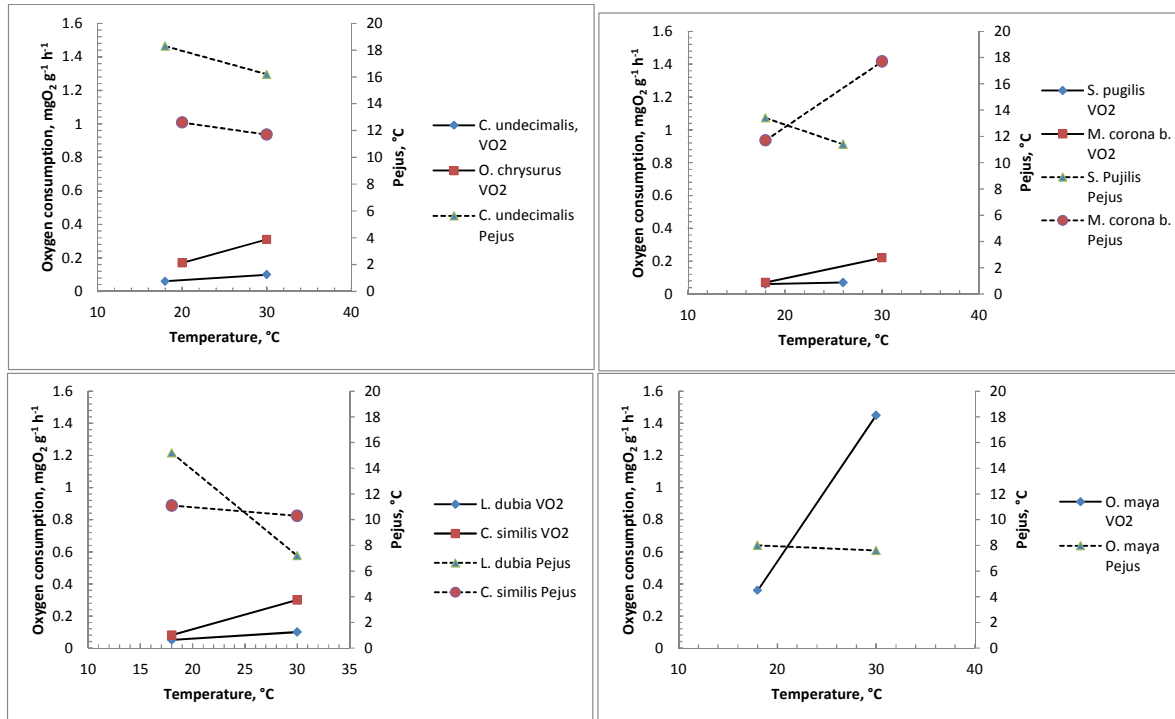 1.6
1.4
1.2
1
0.8
0.6
0.4
0.2
0
Oxygen consumption, mgO₂ g⁻¹ h⁻¹
20
18
16
14
12
10
8
6
4
2
0
Pejus, °C
10
20
30
40
Temperature, °C
C. undecimalis,
VO2
O. chrysurus
VO2
C. undecimalis
Pejus
1.6
1.4
1.2
1
0.8
0.6
0.4
0.2
0
Oxygen consumption, mgO₂ g⁻¹ h⁻¹
20
18
16
14
12
10
8
6
4
2
0
Pejus, °C
10
20
30
40
Temperature, °C
S. pugilis
VO2
M. corona b.
VO2
S. Pujilis
Pejus
M. corona b.
Pejus
1.6
1.4
1.2
1
0.8
0.6
0.4
0.2
0
Oxygen consumption, mgO₂ g⁻¹ h⁻¹
20
18
16
14
12
10
8
6
4
2
0
Pejus, °C
10
15
20
25
30
35
Temperature, °C
L. dubia VO2
C. similis VO2
L. dubia Pejus
C. similis Pejus
1.6
1.4
1.2
1
0.8
0.6
0.4
0.2
0
Oxygen consumption, mgO₂ g⁻¹ h⁻¹
20
18
16
14
12
10
8
6
4
2
0
Pejus, °C
10
20
30
40
Temperature, °C
O. maya
VO2
O. maya
Pejus